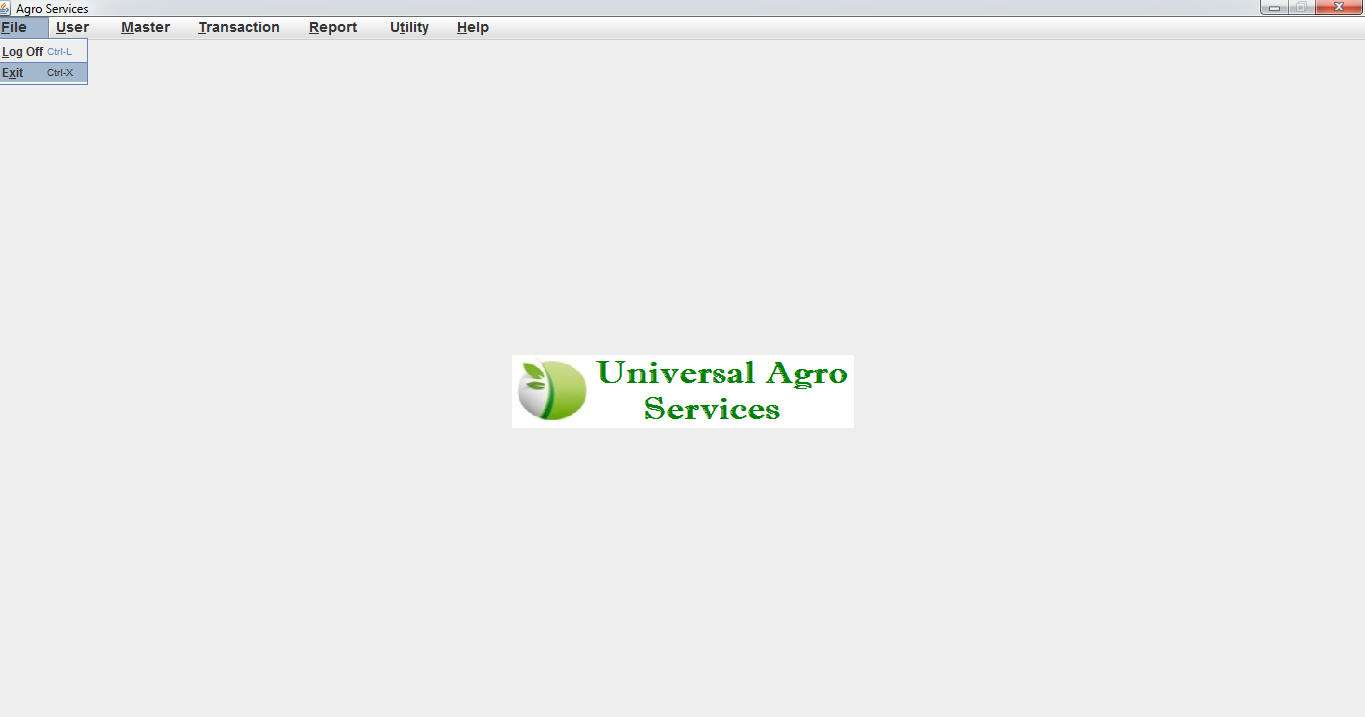 Agro Services
File User Master Transaction Report Utility Help
Log Off Ctrl-L
Exit Ctrl-X
Universal Agro
Services